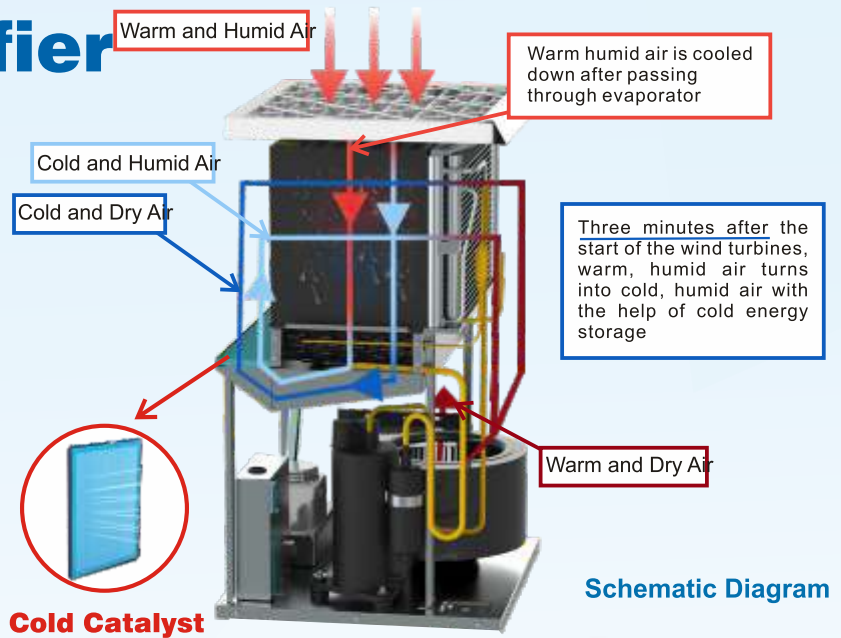 fier
Warm and Humid Air
Warm humid air is cooled
down after passing
through evaporator
Cold and Humid Air
Cold and Dry Air
Three minutes after the
start of the wind turbines,
warm, humid air turns
into cold, humid air with
the help of cold energy
storage
Warm and Dry Air
Schematic Diagram
Cold Catalyst